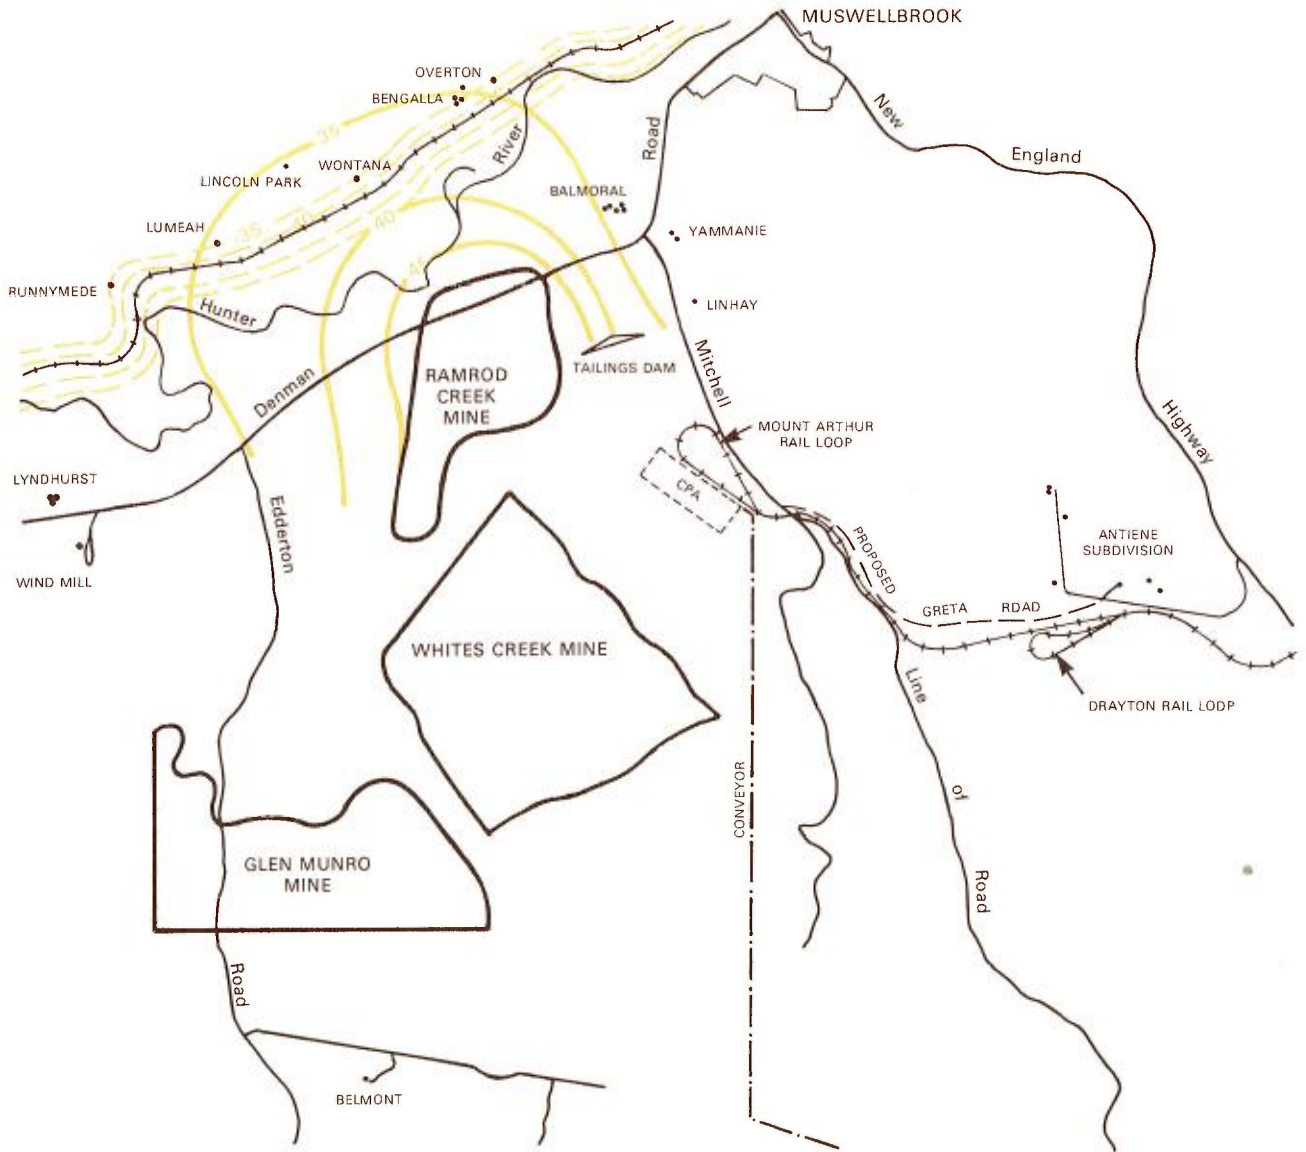 MUSWELLBROOK
OVERTON
BENGALLA
New
Road
River
England
35
WONTANA
LINCOLN PARK
BALMORAL
LUMEAH
35
40
40
YAMMANIE
45
RUNNYMEDE
Hunter
LINHAY
Mitchell
TAILINGS DAM
Denman
RAMROD
CREEK
MINE
Highway
MOUNT ARTHUR
RAIL LOOP
LYNDHURST
CPA
Edderton
PROPOSED
ANTIENE
SUBDIVISION
WIND MILL
GRETA RDAD
WHITES CREEK MINE
Line
DRAYTON RAIL LODP
CONVEYOR
of
GLEN MUNRO
MINE
Road
Road
BELMONT